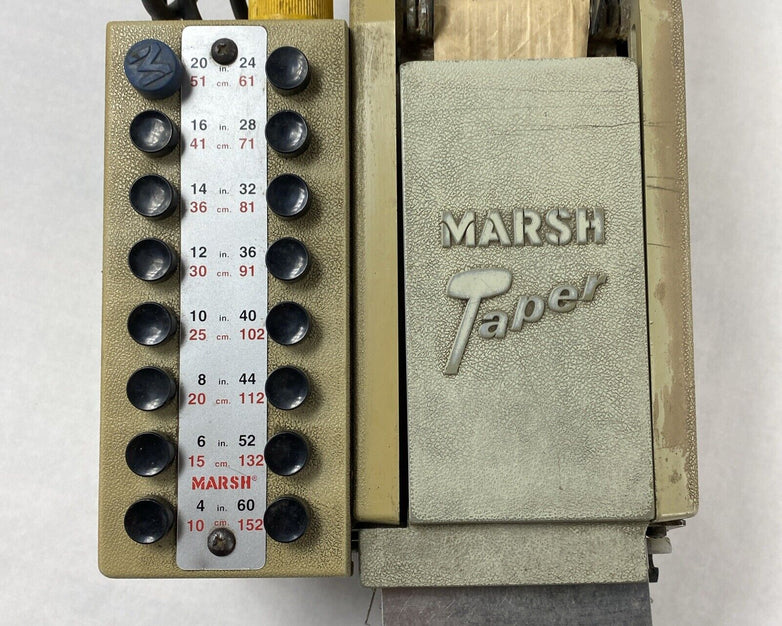 M
20 in. 24
51 cm. 61
16 in. 28
41 cm. 71
14 in. 32
36 cm. 81
12 in. 36
30 cm. 91
10 in. 40
25 cm. 102
8 in. 44
20 cm. 112
6 in. 52
15 cm. 132
MARSH®
4 in. 60
10 cm. 152
MARSH
Taper